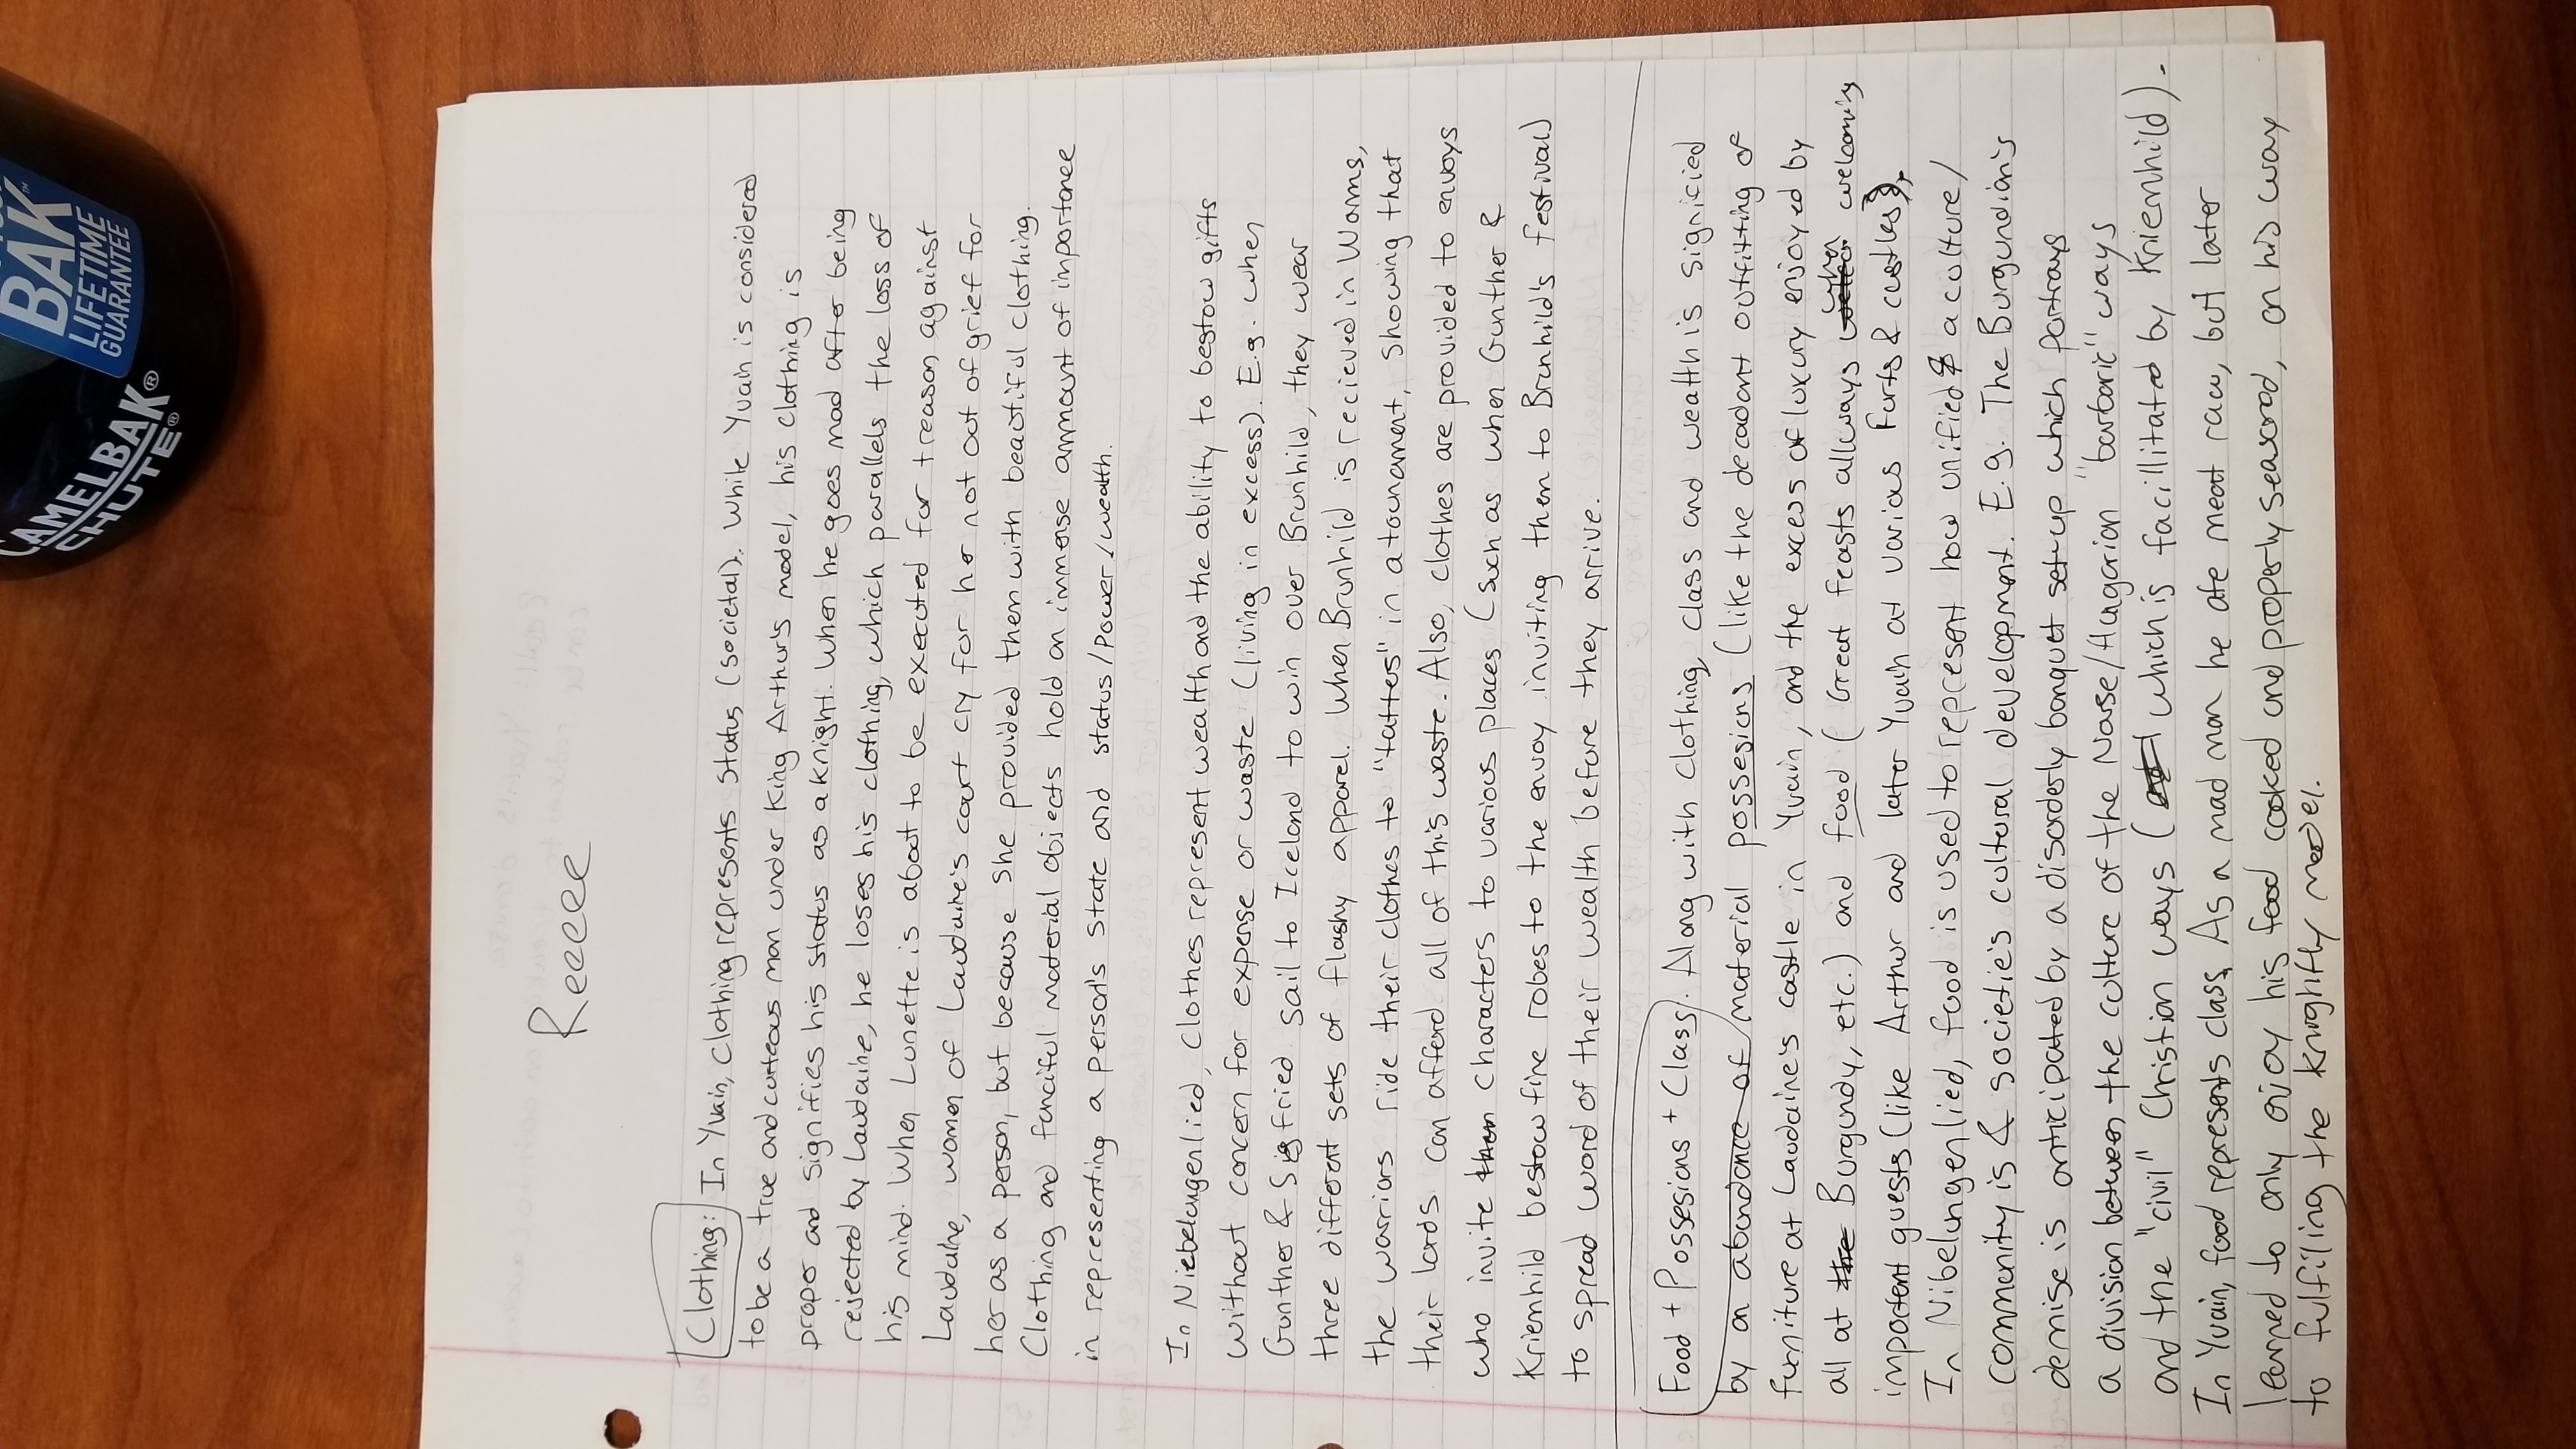 CAMELBAK®
CHUTE®
BAK™
LIFETIME
GUARANTEE
Reeeee
Clothing: In Yvain, clothing represents status (societal). While Yvain is considered
to be a true and curteous man under King Arthur's model, his clothing is
proper and signifies his status as a knight. When he goes mad after being
rejected by Laudaine, he loses his clothing, which parallels the loss of
his mind. When Lunette is about to be executed for treason against
Laudaine, women of Laudaine's court cry for her not out of grief for
her as a person, but because she provided them with beautiful clothing.
Clothing and fanciful material objects hold an immense ammount of importance
in representing a person's state and status/power/wealth.
In Niebelungenlied, clothes represent wealth and the ability to bestow gifts
without concern for expense or waste (living in excess). E.g. when
Gunther & Sigfried sail to Iceland to win over Brunhild, they wear
three different sets of flashy apparel. When Brunhild is recieved in Worms,
the warriors ride their clothes to "tatters" in a tournament, showing that
their lords can afford all of this waste. Also, clothes are provided to envoys
who invite them characters to various places (such as when Gunther &
Kriemhild bestow fine robes to the envoy inviting them to Brunhild's festival)
to spread word of their wealth before they arrive.
Food + Possesions + Class. Along with clothing, class and wealth is signified
by an abundance of material possesions (like the decadant outfitting of
furniture at Laudaine's castle in Yvain, and the excess of luxury enjoyed by
all at the Burgundy, etc.) and food (Great feasts allways when welcoming
important guests (like Arthur and later Yvain at various forts & castles).
In Nibelungenlied, food is used to represent how unified a culture/
community is & societie's cultural development. E.g. The Burgundian's
demise is anticipated by a disorderly banquet set-up which portrays
a division between the culture of the Norse/Hungarian "barbaric" ways
and the "civil" Christian ways (which is facillitated by Kriemhild).
In Yvain, food represents class. As a mad man he ate meat raw, but later
learned to only enjoy his food cooked and properly seasoned, on his way
to fulfilling the knightly model.